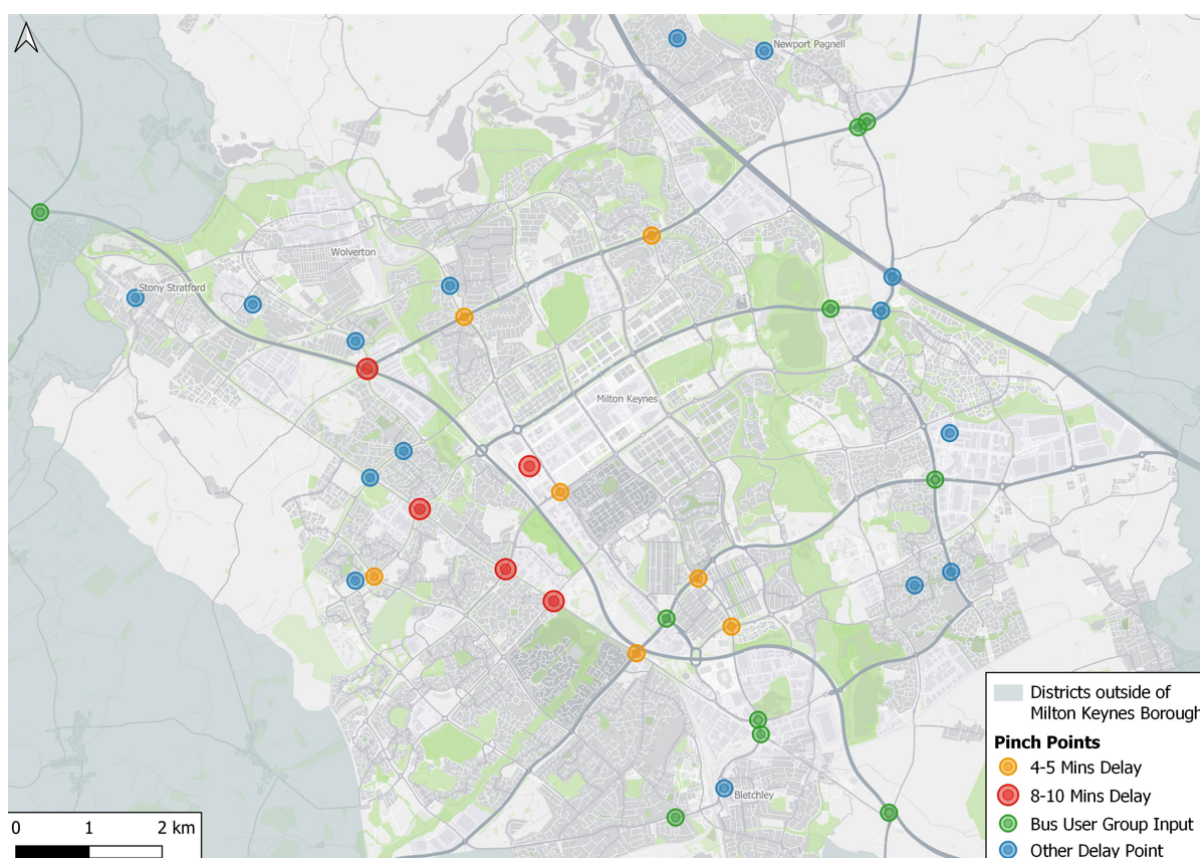 Newport Pagnell
Wolverton
Stony Stratford
Milton Keynes
Bletchley
Districts outside of
Milton Keynes Borough
Pinch Points
4-5 Mins Delay
8-10 Mins Delay
Bus User Group Input
Other Delay Point
0 1 2 km